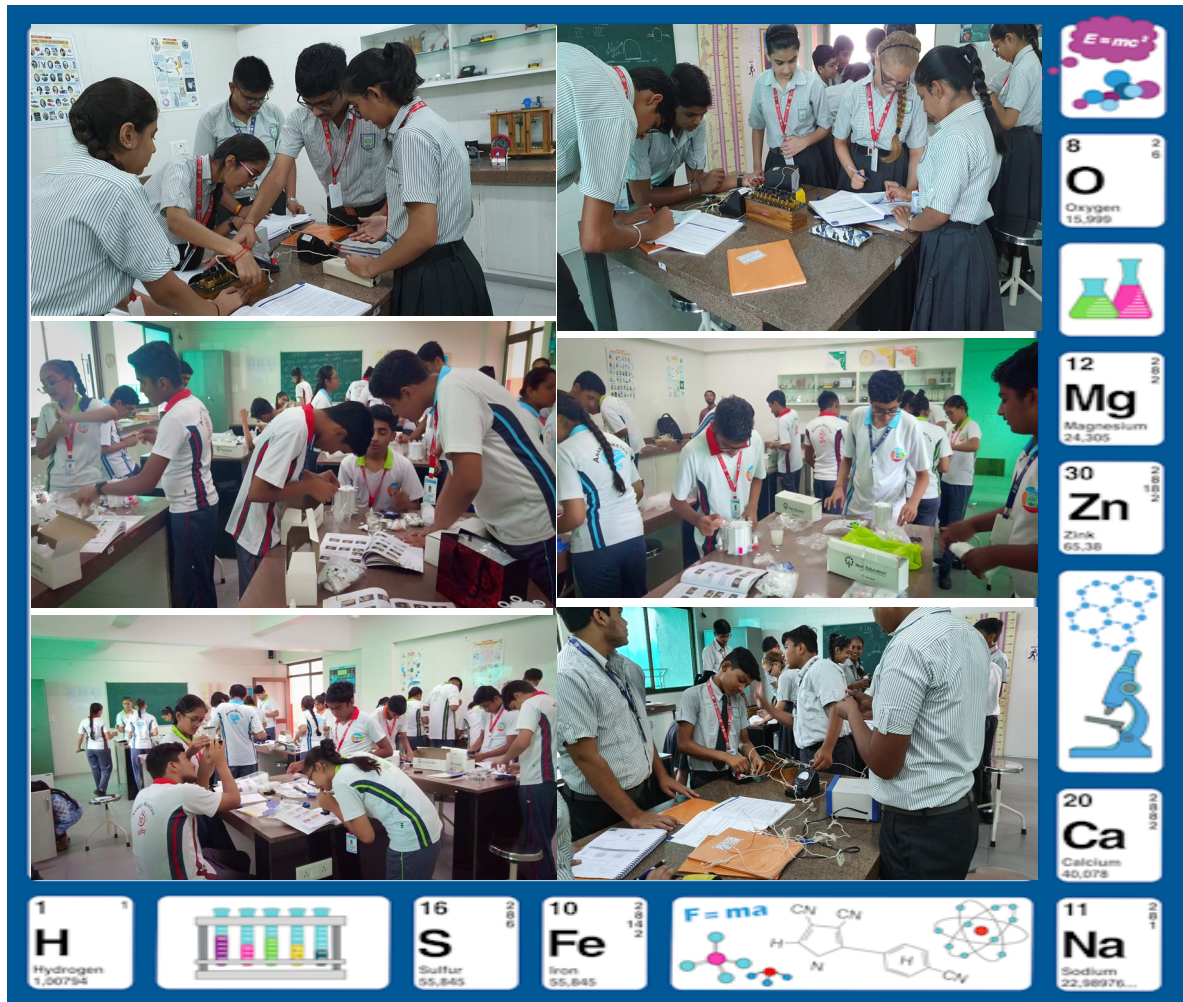 E = mc²
8
2
6
O
Oxygen
15,999
12
2
8
2
Mg
Magnesium
24,305
30
2
8
18
2
Zn
Zink
65,38
20
2
8
8
2
Ca
Calcium
40,078
Next Education
1
1
H
Hydrogen
1,00794
16
2
8
6
S
Sulfur
55,845
10
2
8
14
2
Fe
Iron
55,845
F = ma
CN
CN
H
N
H
CN
11
2
8
1
Na
Sodium
22,98976...